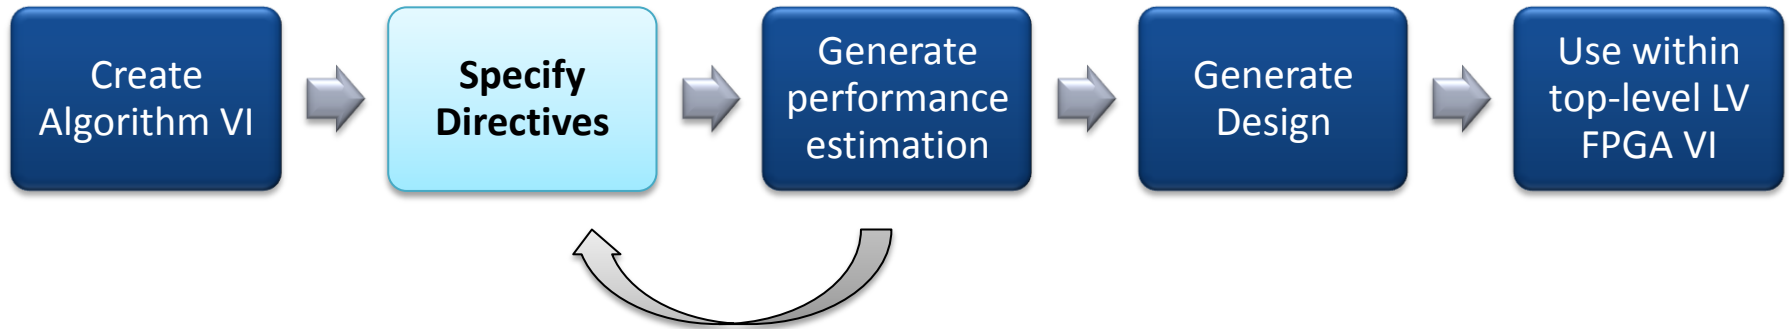 Create
Algorithm VI
Specify
Directives
Generate
performance
estimation
Generate
Design
Use within
top-level LV
FPGA VI